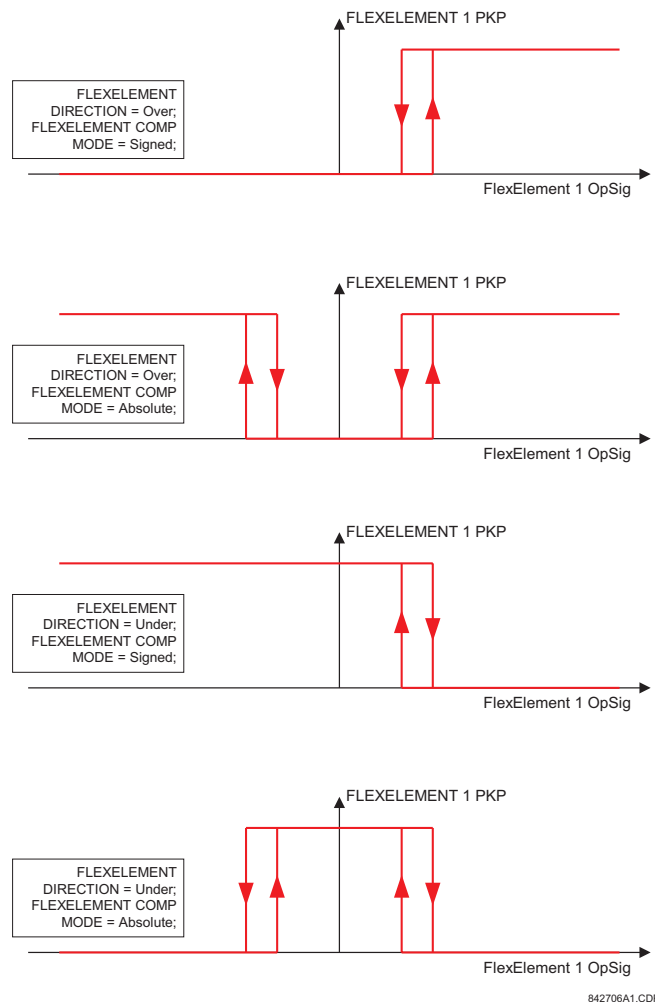 FLEXELEMENT 1 PKP
FLEXELEMENT
DIRECTION = Over;
FLEXELEMENT COMP
MODE = Signed;
FlexElement 1 OpSig
FLEXELEMENT 1 PKP
FLEXELEMENT
DIRECTION = Over;
FLEXELEMENT COMP
MODE = Absolute;
FlexElement 1 OpSig
FLEXELEMENT 1 PKP
FLEXELEMENT
DIRECTION = Under;
FLEXELEMENT COMP
MODE = Signed;
FlexElement 1 OpSig
FLEXELEMENT 1 PKP
FLEXELEMENT
DIRECTION = Under;
FLEXELEMENT COMP
MODE = Absolute;
FlexElement 1 OpSig
842706A1.CDR